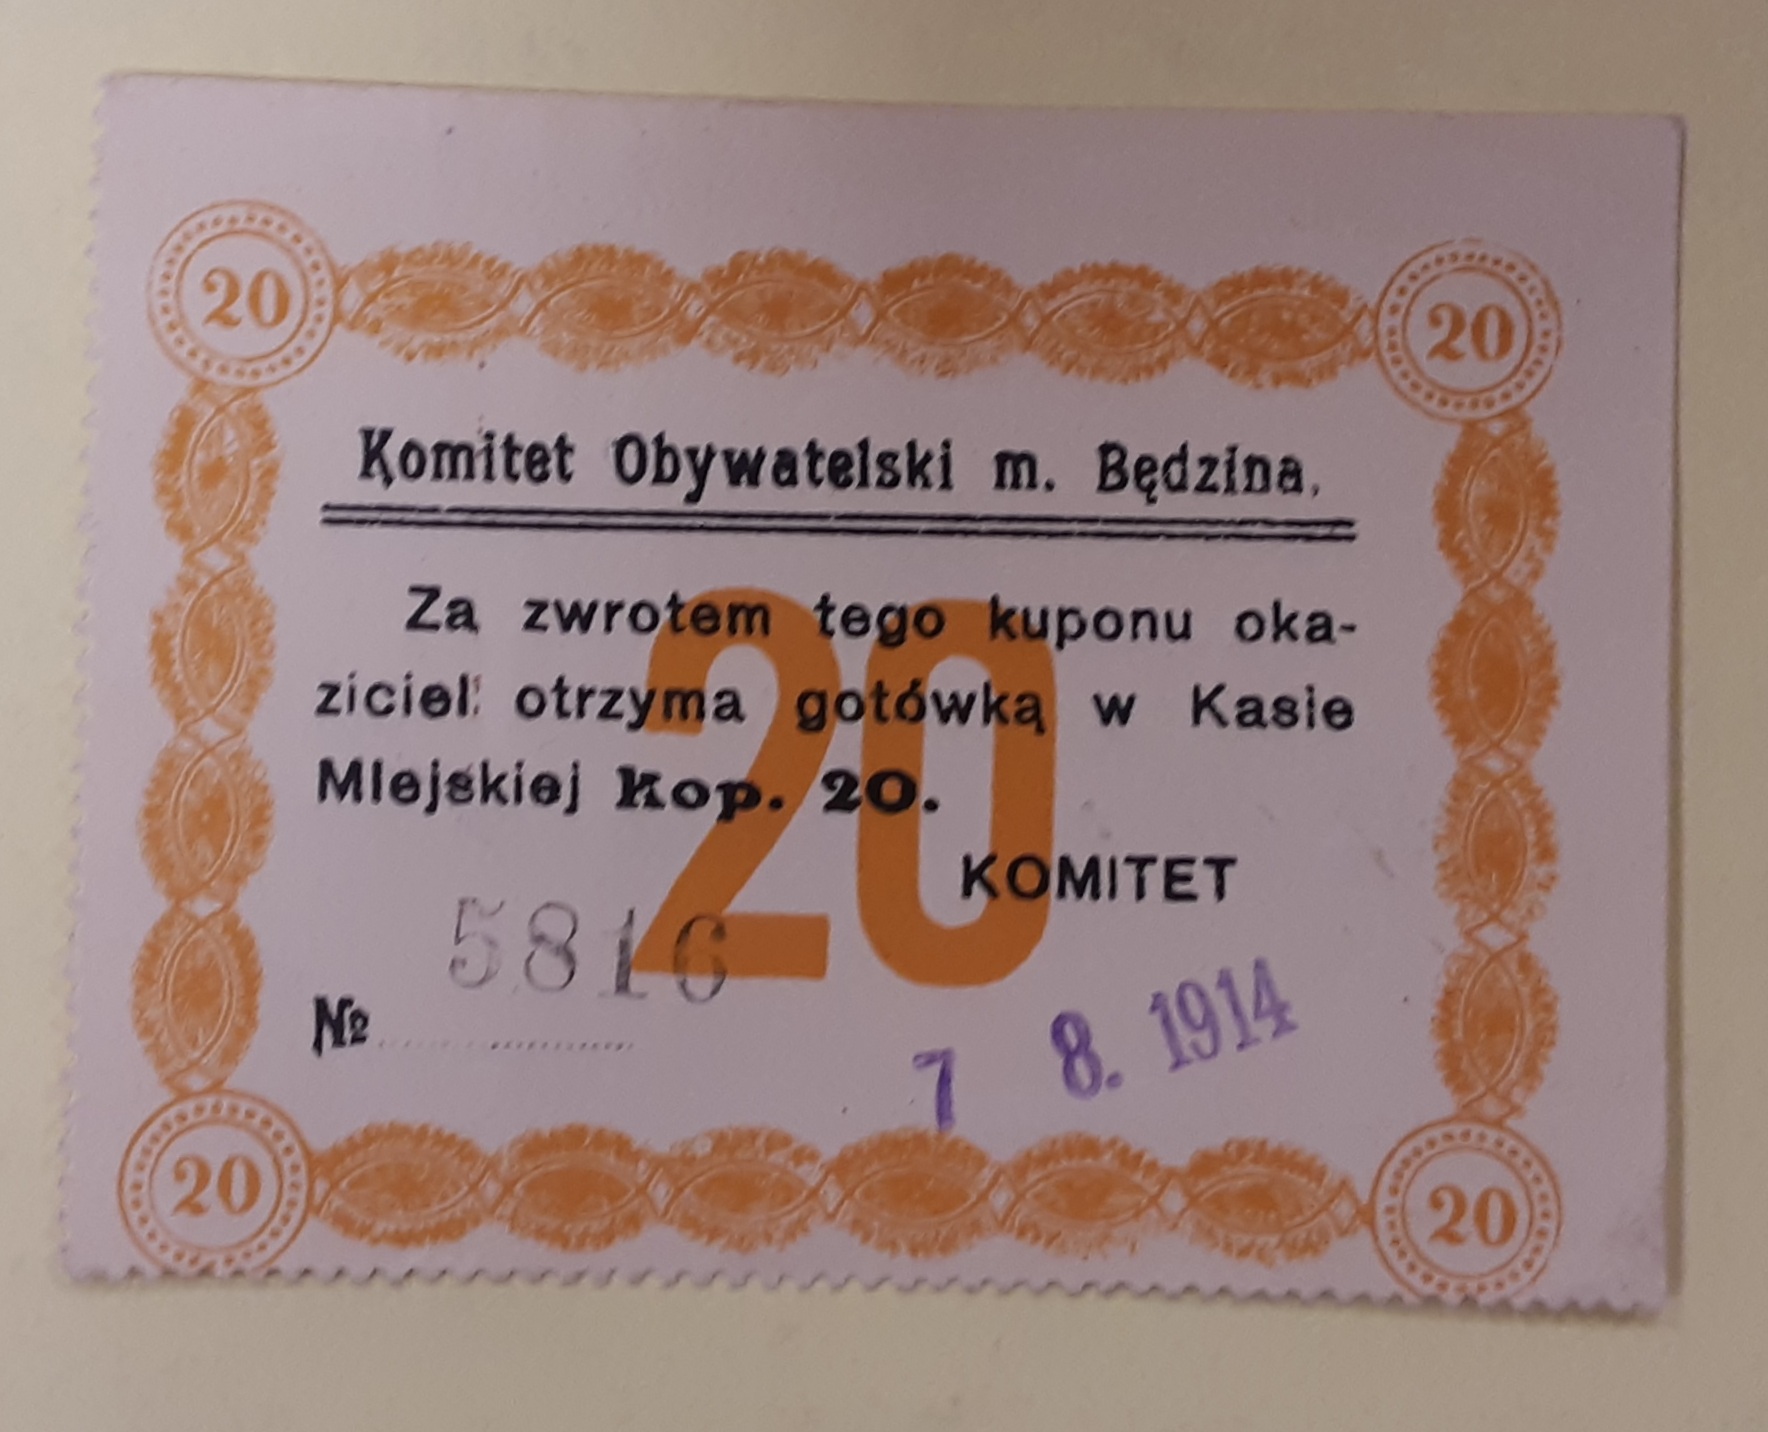 20 20
Komitet Obywatelski m. Będzina.
Za zwrotem tego kuponu oka-
ziciel: otrzyma gotówką w Kasie
Miejskiej Kop. 20.
20
KOMITET
5816
№
7 8. 1914
20 20